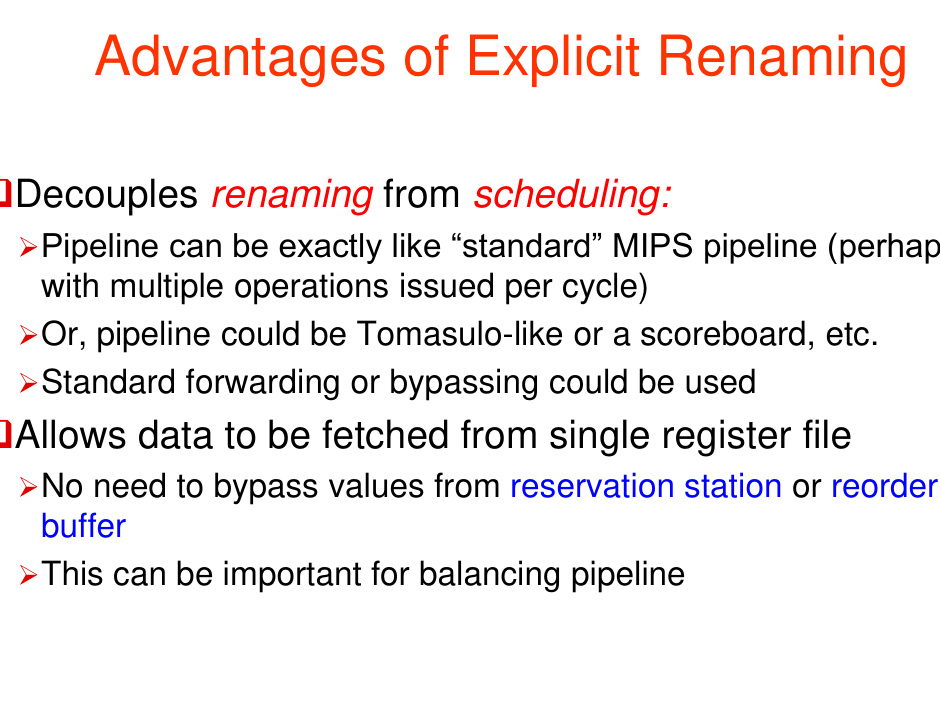 Advantages of Explicit Renaming
Decouples renaming from scheduling:
Pipeline can be exactly like “standard” MIPS pipeline (perhap
with multiple operations issued per cycle)
Or, pipeline could be Tomasulo-like or a scoreboard, etc.
Standard forwarding or bypassing could be used
Allows data to be fetched from single register file
No need to bypass values from reservation station or reorder
buffer
This can be important for balancing pipeline